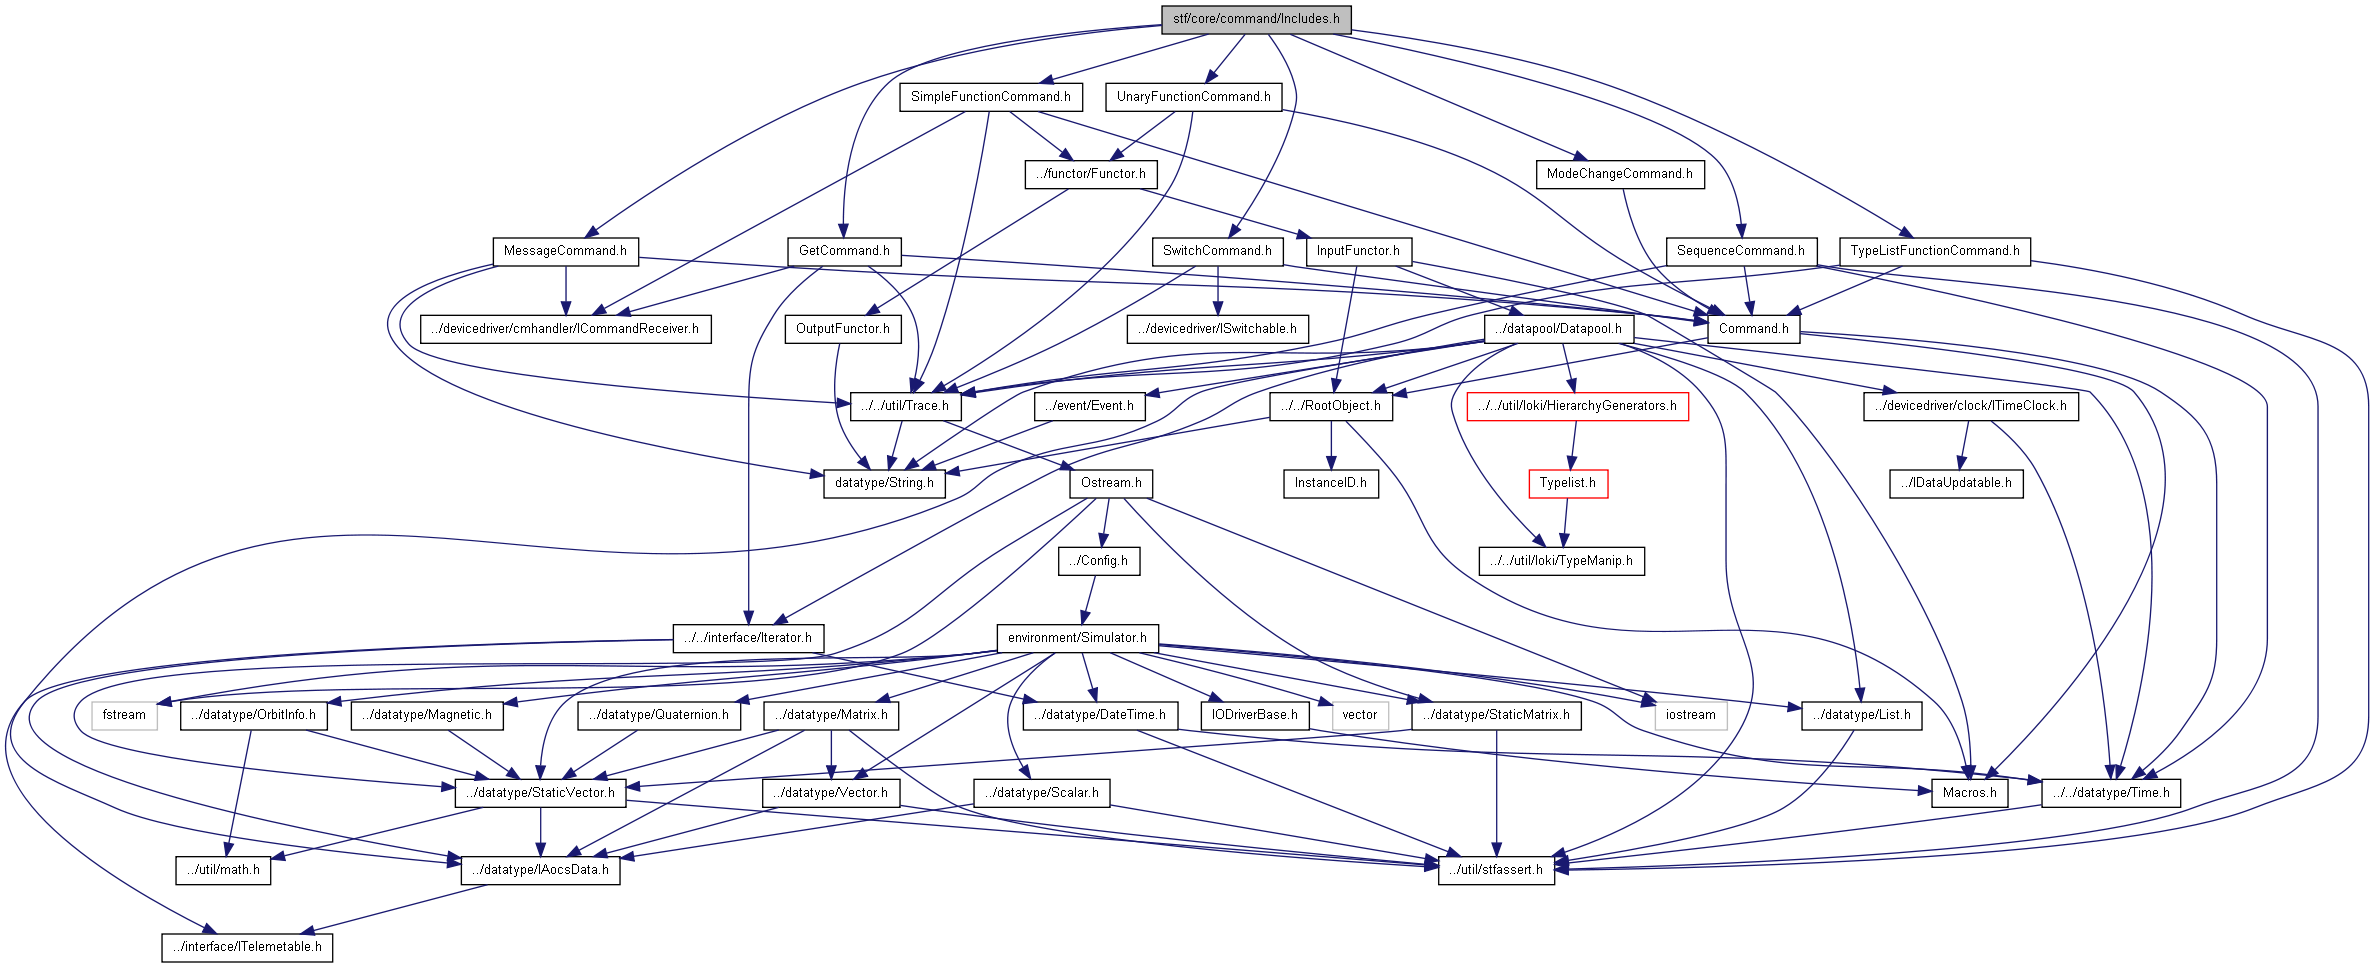 stf/core/command/Includes.h
SimpleFunctionCommand.h
UnaryFunctionCommand.h
../functor/Functor.h
ModeChangeCommand.h
MessageCommand.h
GetCommand.h
SwitchCommand.h
InputFunctor.h
SequenceCommand.h
TypeListFunctionCommand.h
../devicedriver/cmhandler/ICommandReceiver.h
OutputFunctor.h
../devicedriver/ISwitchable.h
../datapool/Datapool.h
Command.h
../../util/Trace.h
../event/Event.h
../../RootObject.h
../../util/loki/HierarchyGenerators.h
../devicedriver/clock/ITimeClock.h
datatype/String.h
Ostream.h
InstanceID.h
Typelist.h
../IDataUpdatable.h
../Config.h
../../util/loki/TypeManip.h
../../interface/Iterator.h
environment/Simulator.h
fstream
../datatype/OrbitInfo.h
../datatype/Magnetic.h
../datatype/Quaternion.h
../datatype/Matrix.h
../datatype/DateTime.h
IODriverBase.h
vector
../datatype/StaticMatrix.h
iostream
../datatype/List.h
../datatype/StaticVector.h
../datatype/Vector.h
../datatype/Scalar.h
Macros.h
../../datatype/Time.h
../util/math.h
../datatype/IAocsData.h
../util/stfassert.h
../interface/ITelemetable.h